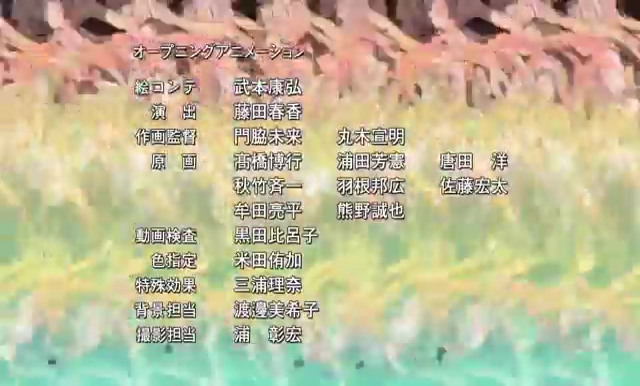 オープニングアニメーション
絵コンテ 武本康弘
演 出 藤田春香
作画監督 門脇未来 丸木宣明
原 画 髙橋博行 浦田芳憲 唐田 洋
秋竹斉一 羽根邦広 佐藤宏太
牟田亮平 熊野誠也
動画検査 黒田比呂子
色指定 米田侑加
特殊効果 三浦理奈
背景担当 渡邊美希子
撮影担当 浦 彰宏